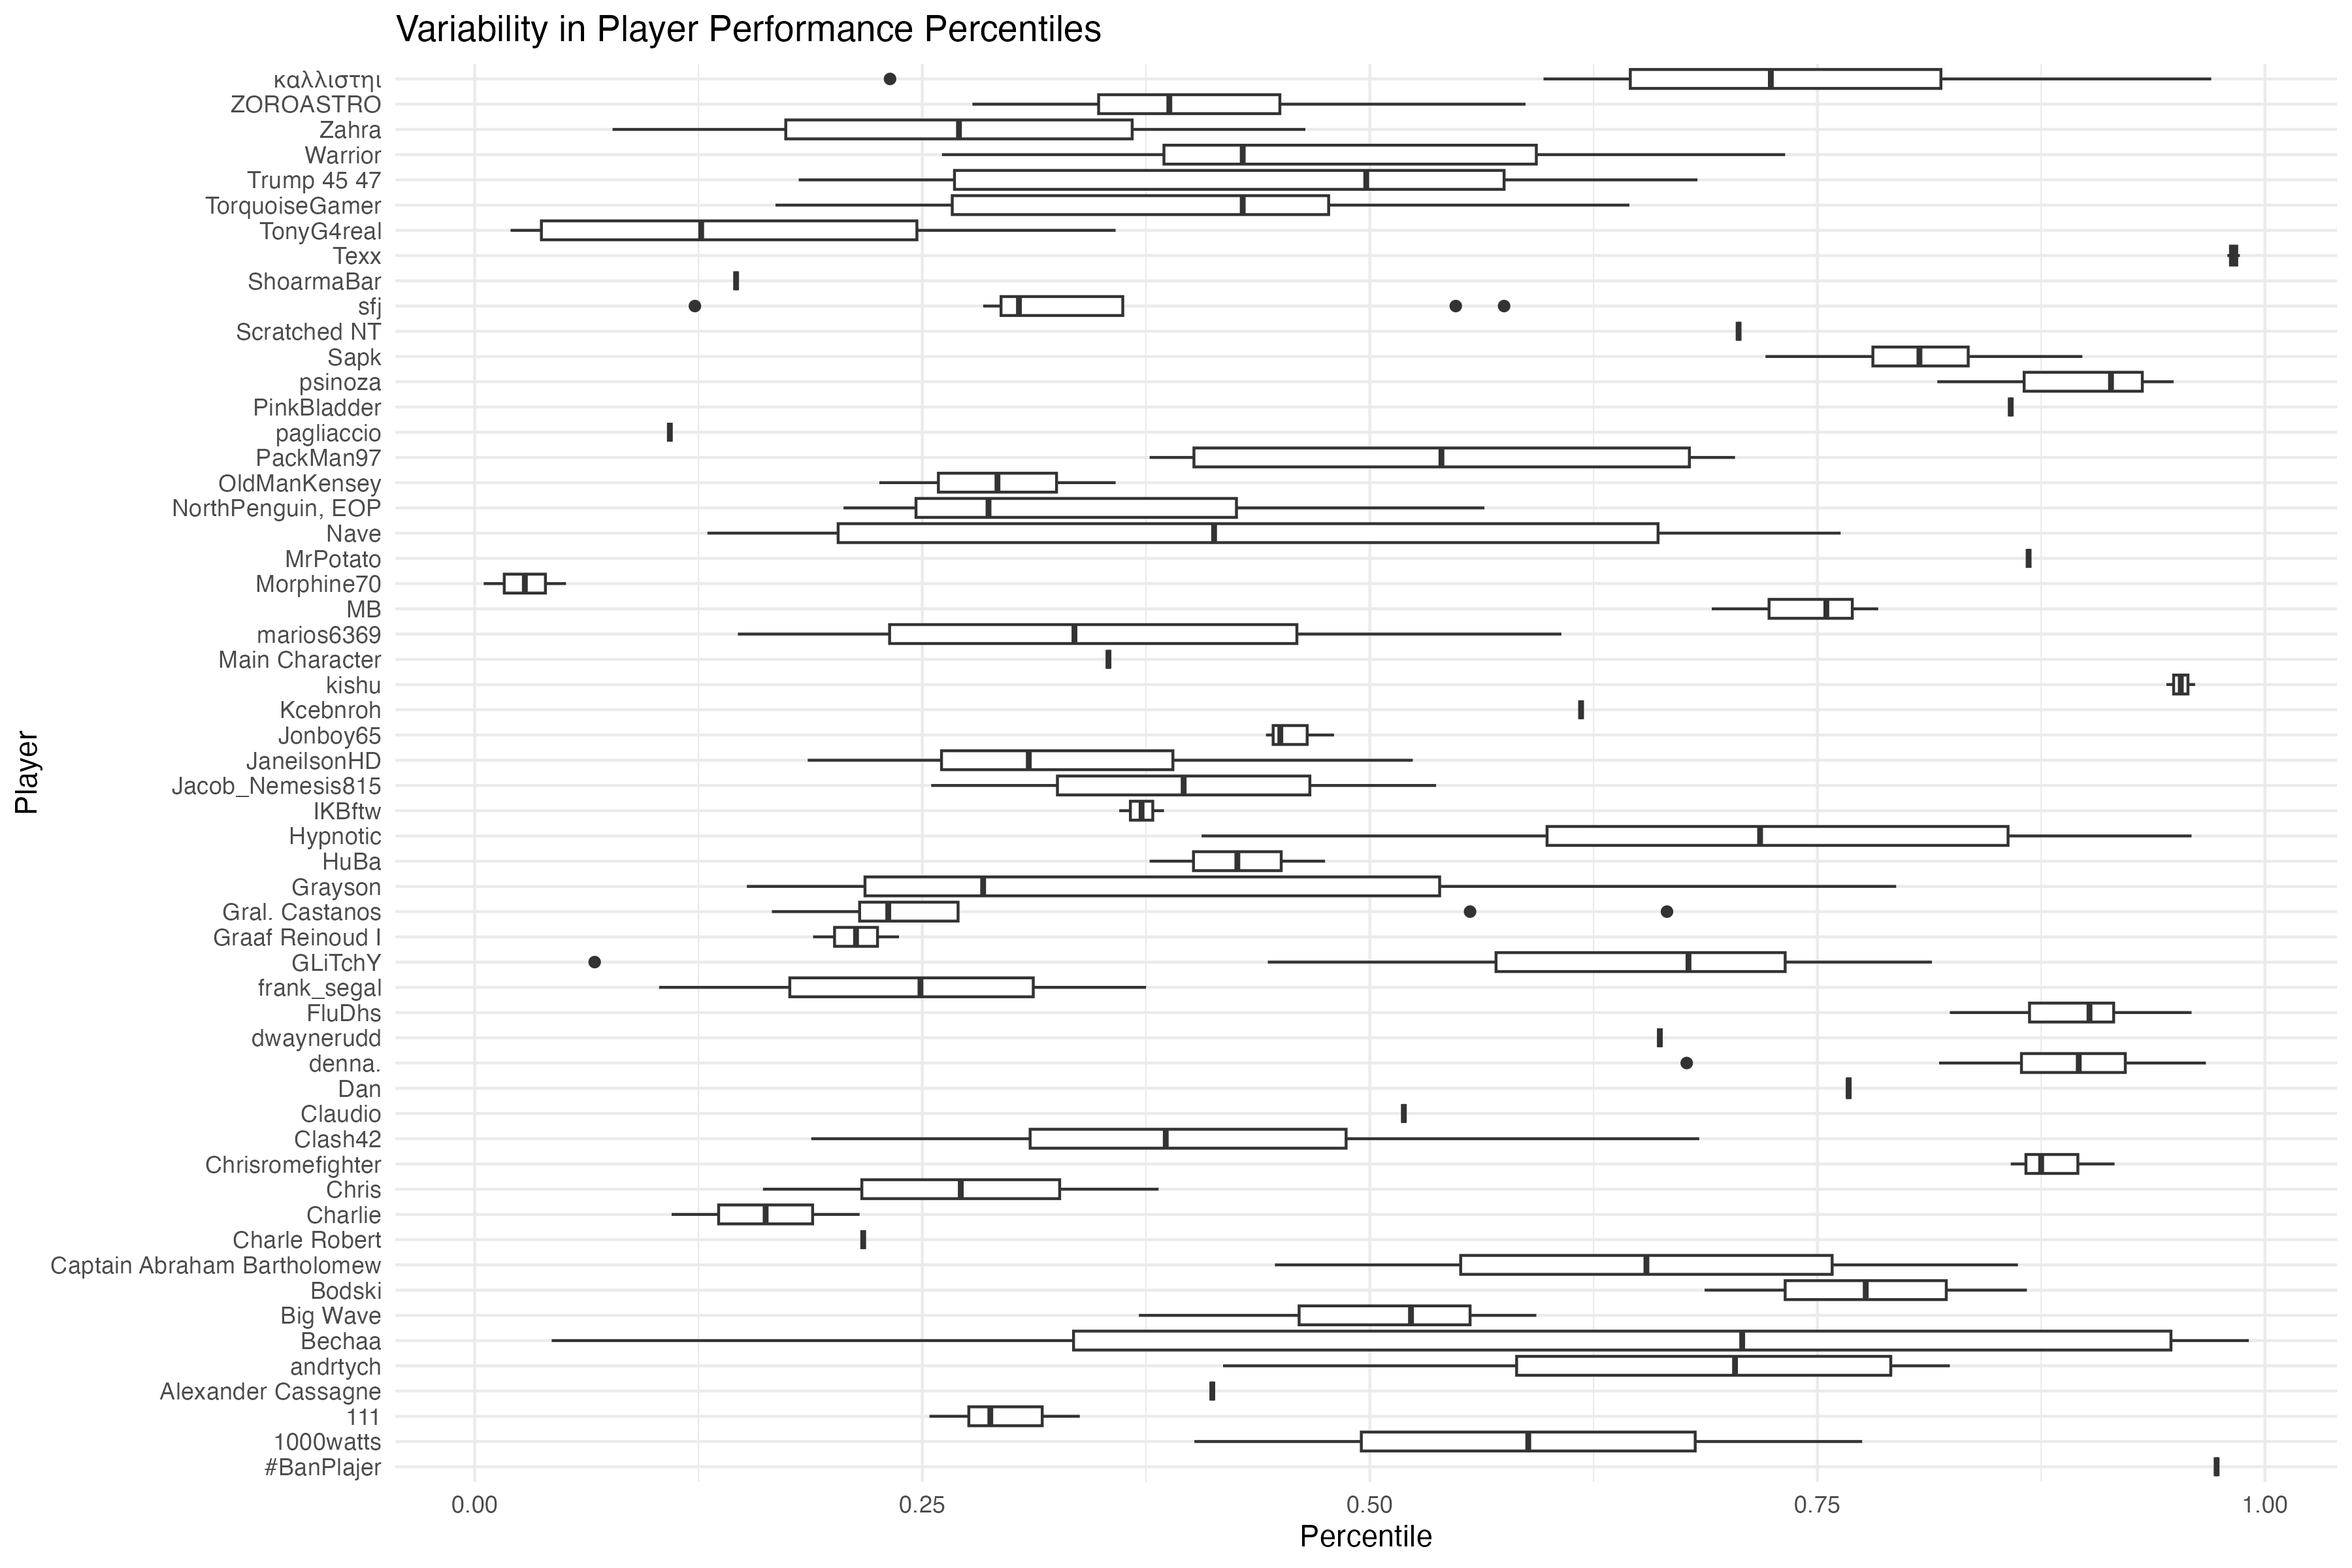 Variability in Player Performance Percentiles
καλλιστηι
ZOROASTRO
Zahra
Warrior
Trump 45 47
TorquoiseGamer
TonyG4real
Texx
ShoarmaBar
sfj
Scratched NT
Sapk
psinoza
PinkBladder
pagliaccio
PackMan97
OldManKensey
NorthPenguin, EOP
Nave
MrPotato
Morphine70
MB
marios6369
Main Character
kishu
Kcebnroh
Jonboy65
JaneilsonHD
Jacob_Nemesis815
IKBftw
Hypnotic
HuBa
Grayson
Gral. Castanos
Graaf Reinoud I
GLiTchY
frank_segal
FluDhs
dwaynerudd
denna.
Dan
Claudio
Clash42
Chrisromefighter
Chris
Charlie
Charle Robert
Captain Abraham Bartholomew
Bodski
Big Wave
Bechaa
andrtych
Alexander Cassagne
111
1000watts
#BanPlajer
Player
0.00 0.25 0.50 0.75 1.00
Percentile